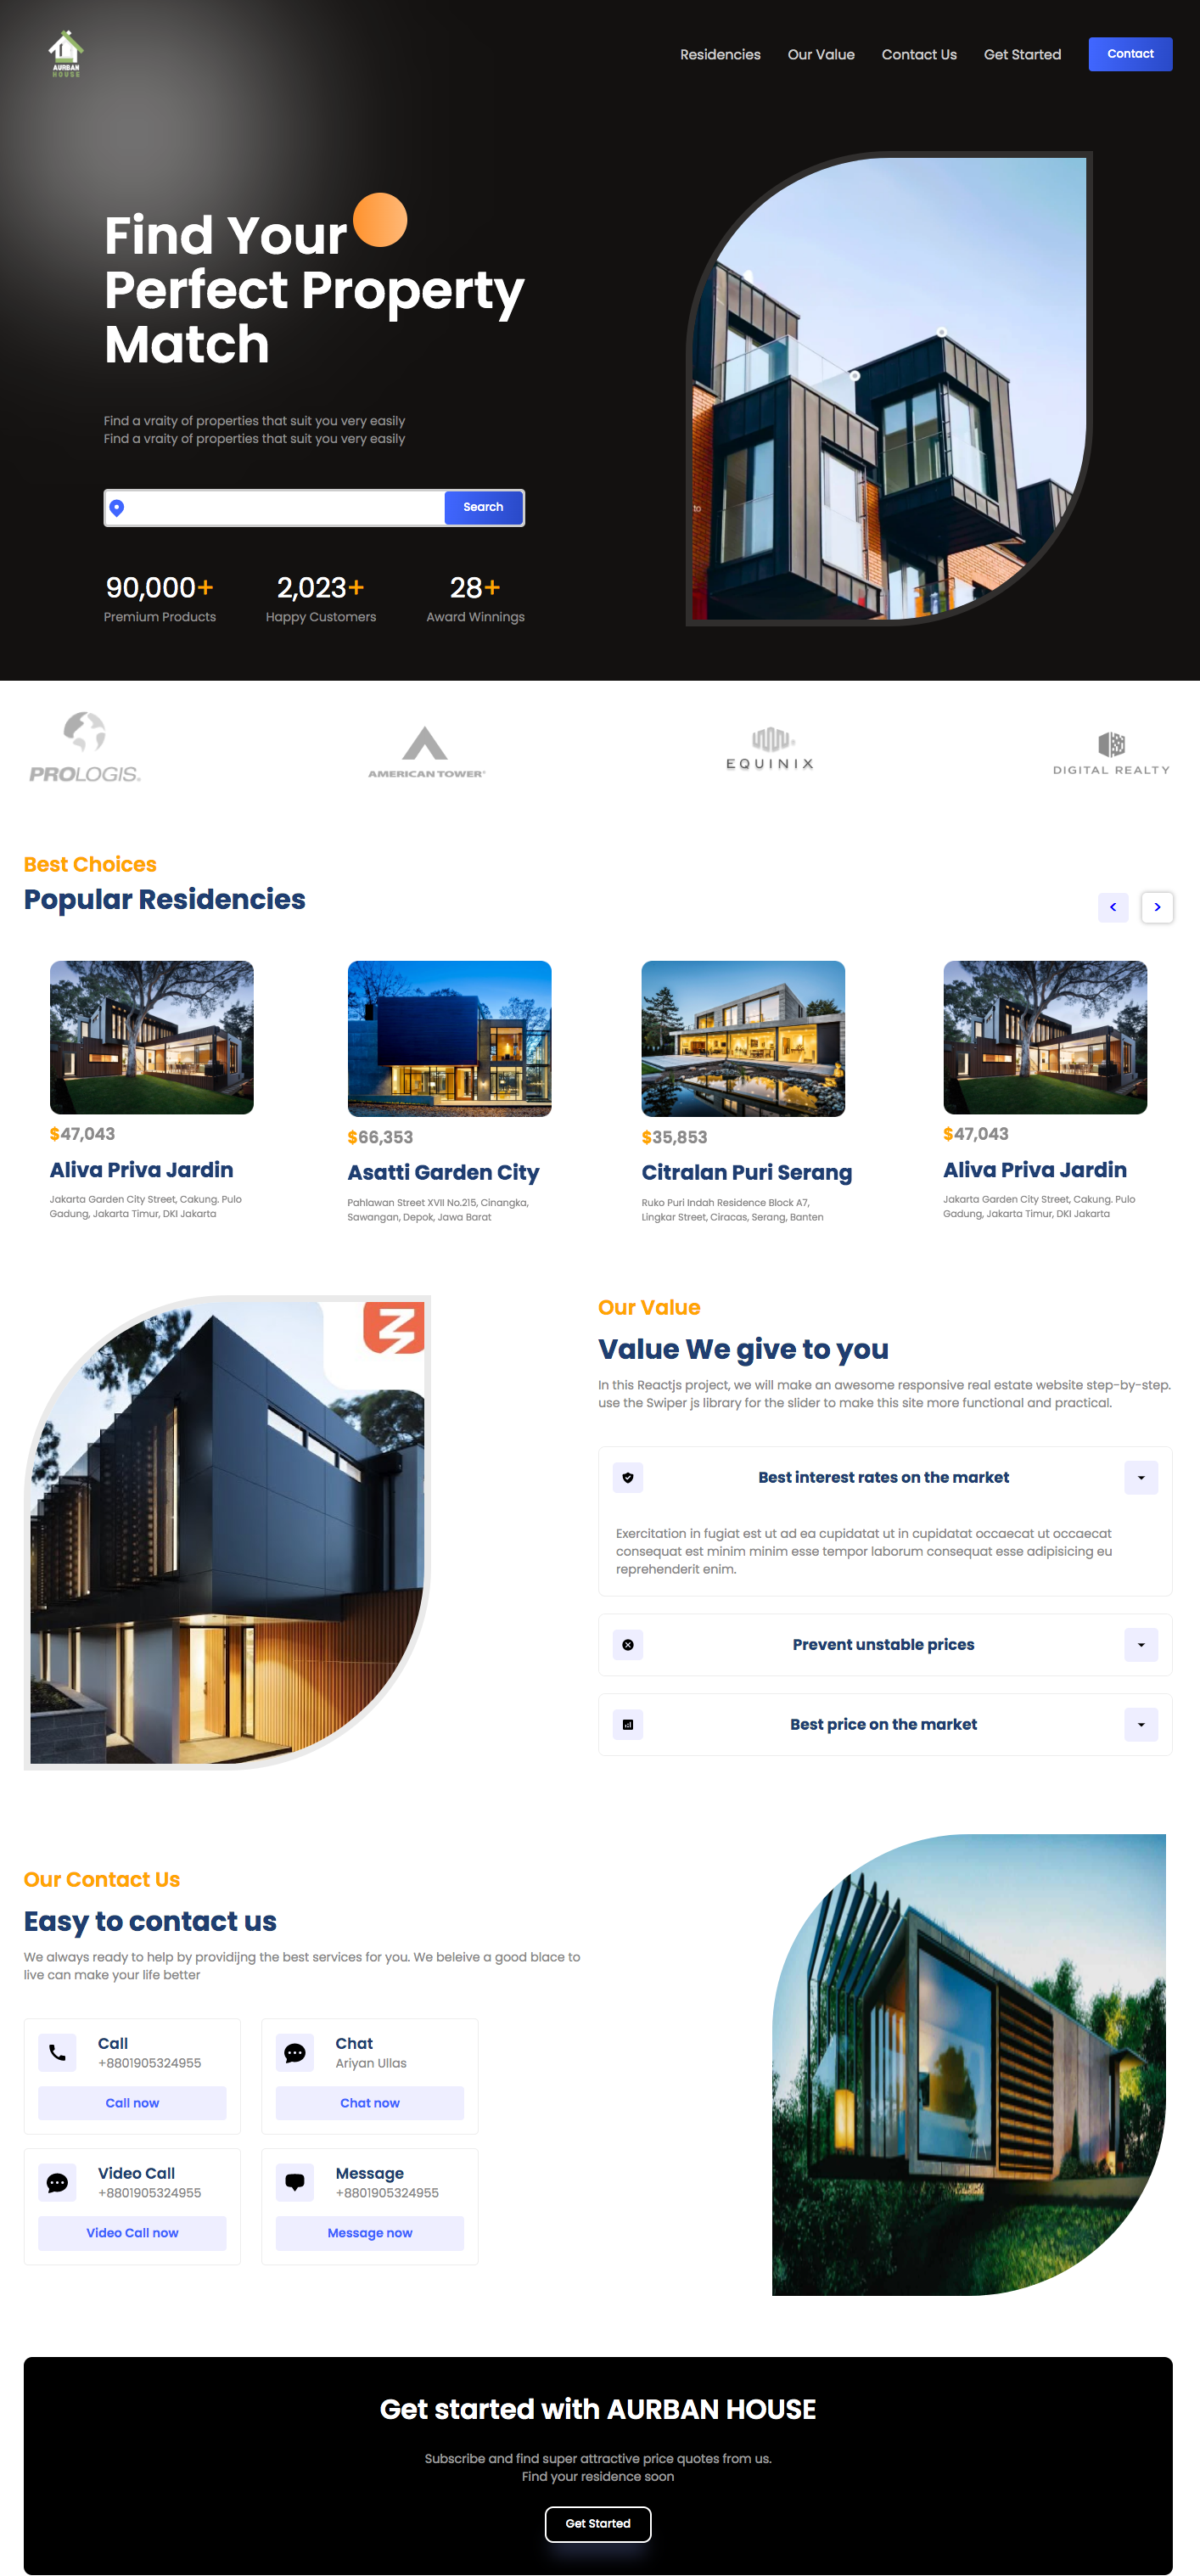 AURBAN
HOUSE
Residencies
Our Value
Contact Us
Get Started
Contact
Find Your
Perfect Property
Match
Find a vraity of properties that suit you very easily
Find a vraity of properties that suit you very easily
Search
90,000+
2,023+
28+
Premium Products
Happy Customers
Award Winnings
to
PROLOGIS.
AMERICAN TOWER®
EQUINIX
DIGITAL REALTY
Best Choices
Popular Residencies
<
>
$47,043
Aliva Priva Jardin
Jakarta Garden City Street, Cakung. Pulo
Gadung, Jakarta Timur, DKI Jakarta
$66,353
Asatti Garden City
Pahlawan Street XVII No.215, Cinangka,
Sawangan, Depok, Jawa Barat
$35,853
Citralan Puri Serang
Ruko Puri Indah Residence Block A7,
Lingkar Street, Ciracas, Serang, Banten
$47,043
Aliva Priva Jardin
Jakarta Garden City Street, Cakung. Pulo
Gadung, Jakarta Timur, DKI Jakarta
Our Value
Value We give to you
In this Reactjs project, we will make an awesome responsive real estate website step-by-step.
use the Swiper js library for the slider to make this site more functional and practical.
Best interest rates on the market
Exercitation in fugiat est ut ad ea cupidatat ut in cupidatat occaecat ut occaecat
consequat est minim minim esse tempor laborum consequat esse adipisicing eu
reprehenderit enim.
Prevent unstable prices
Best price on the market
Our Contact Us
Easy to contact us
We always ready to help by providijng the best services for you. We beleive a good blace to
live can make your life better
Call
+8801905324955
Call now
Chat
Ariyan Ullas
Chat now
Video Call
+8801905324955
Video Call now
Message
+8801905324955
Message now
Get started with AURBAN HOUSE
Subscribe and find super attractive price quotes from us.
Find your residence soon
Get Started